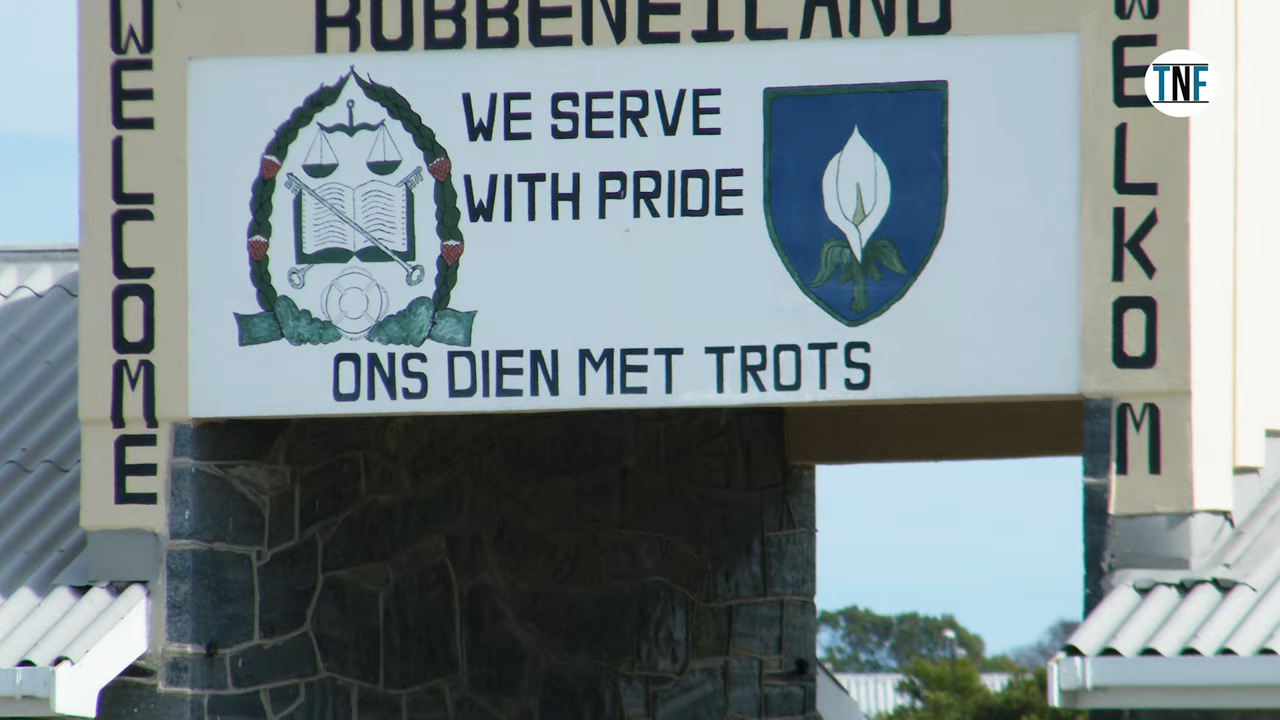 ROBBENEILAND
WELCOME
WE SERVE
WITH PRIDE
ONS DIEN MET TROTS
WELKOM
TNF